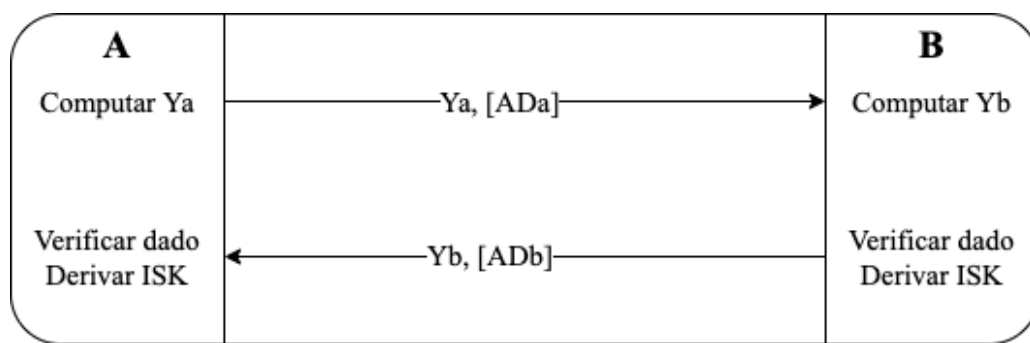 A
B
Computar Ya
Ya, [ADa]
Computar Yb
Verificar dado
Derivar ISK
Yb, [ADb]
Verificar dado
Derivar ISK